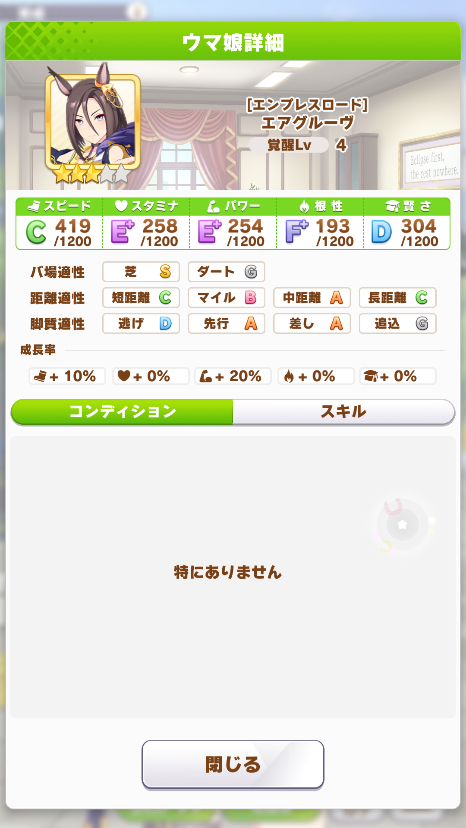 ウマ娘詳細
[エンプレスロード]
エアグルーヴ
覚醒Lv 4
Eclipse first,
the rest nowhere.
スピード スタミナ パワー 根性 賢さ
C 419 /1200 E+ 258 /1200 E+ 254 /1200 F+ 193 /1200 D 304 /1200
バ場適性 芝 S ダート G
距離適性 短距離 C マイル B 中距離 A 長距離 C
脚質適性 逃げ D 先行 A 差し A 追込 G
成長率
+ 10% + 0% + 20% + 0% + 0%
コンディション スキル
特にありません
閉じる